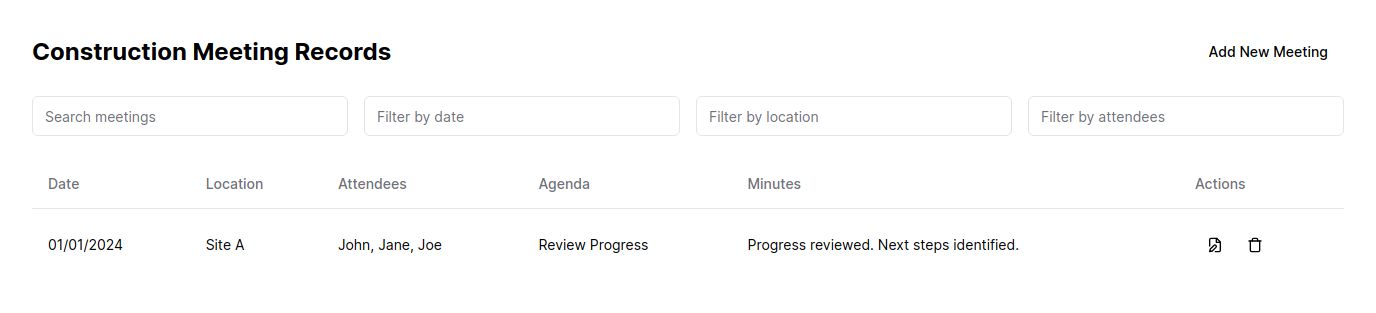 Construction Meeting Records
Add New Meeting
Search meetings
Filter by date
Filter by location
Filter by attendees
Date Location Attendees Agenda Minutes Actions
01/01/2024 Site A John, Jane, Joe Review Progress Progress reviewed. Next steps identified.